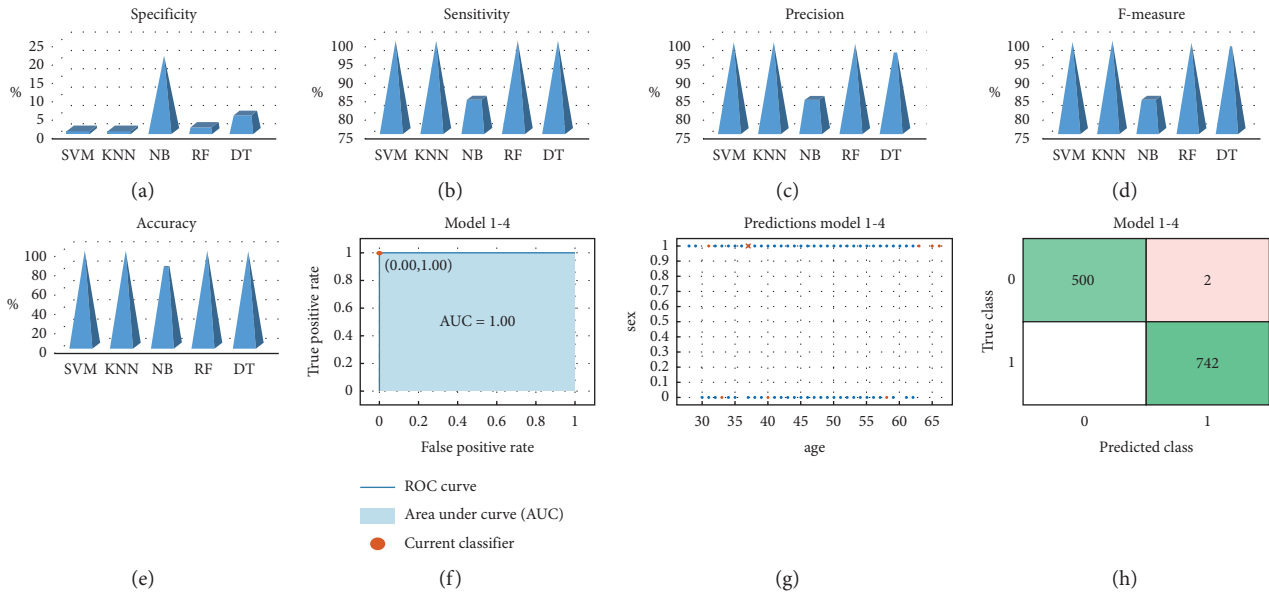 Specificity
25
20
15
10
5
0
%
SVM KNN NB RF DT
(a)
Sensitivity
100
95
90
85
80
75
%
SVM KNN NB RF DT
(b)
Precision
100
95
90
85
80
75
%
SVM KNN NB RF DT
(c)
F-measure
100
95
90
85
80
75
%
SVM KNN NB RF DT
(d)
Accuracy
100
80
60
40
20
0
%
SVM KNN NB RF DT
(e)
Model 1-4
1
0.8
0.6
0.4
0.2
0
True positive rate
(0.00,1.00)
AUC = 1.00
0 0.2 0.4 0.6 0.8 1
False positive rate
ROC curve
Area under curve (AUC)
Current classifier
(f)
Predictions model 1-4
1
0.9
0.8
0.7
0.6
0.5
0.4
0.3
0.2
0.1
0
sex
30 35 40 45 50 55 60 65
age
(g)
Model 1-4
True class
0
500 2
1
742
0 1
Predicted class
(h)